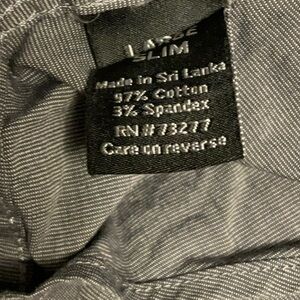 LARGE
SLIM
Made in Sri Lanka
97% Cotton
3% Spandex
RN #73277
Care on reverse